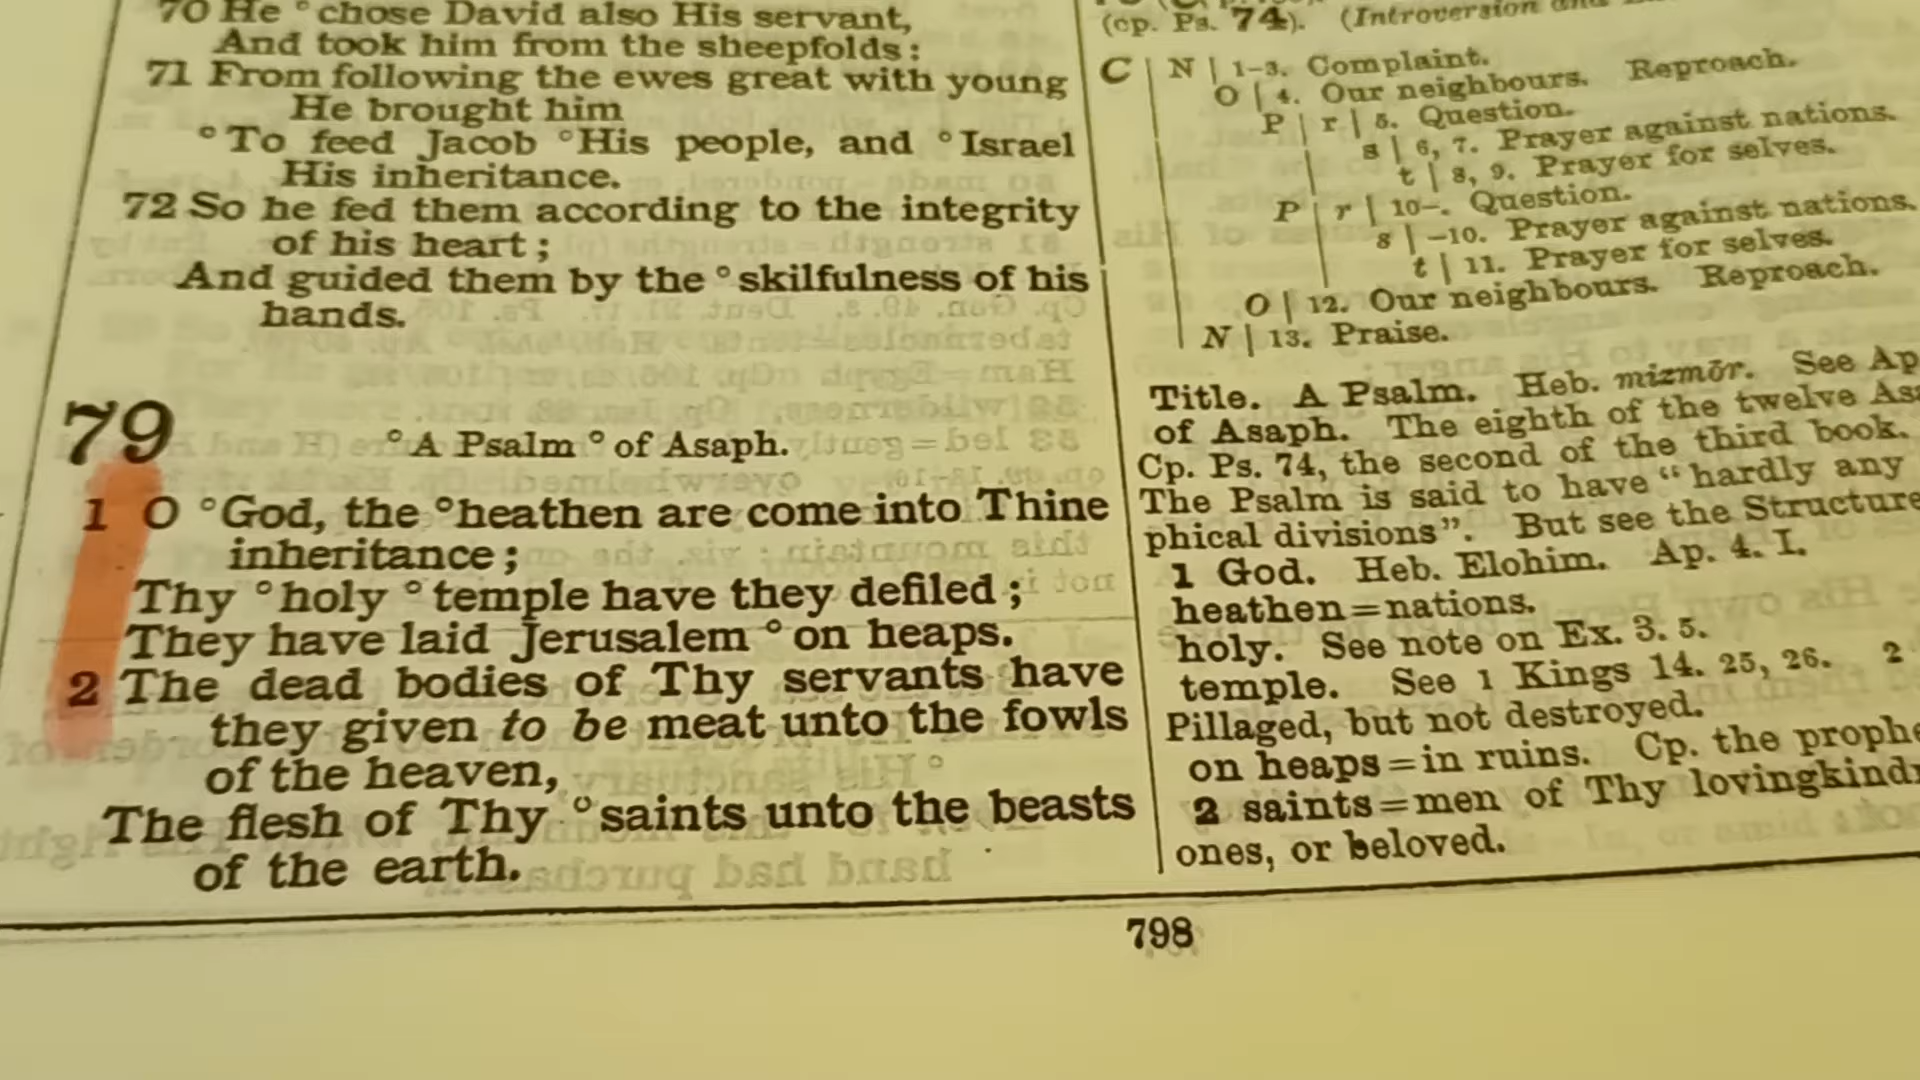 70 He °chose David also His servant,
And took him from the sheepfolds:
71 From following the ewes great with young
He brought him
°To feed Jacob °His people, and °Israel
His inheritance.
72 So he fed them according to the integrity
of his heart;
And guided them by the °skilfulness of his
hands.
79
°A Psalm °of Asaph.
1 O °God, the °heathen are come into Thine
inheritance;
Thy °holy °temple have they defiled;
They have laid Jerusalem °on heaps.
2 The dead bodies of Thy servants have
they given to be meat unto the fowls
of the heaven,
The flesh of Thy °saints unto the beasts
of the earth.
(cp. Ps. 74). (Introversion and
C | N | 1-3. Complaint.
O | 4. Our neighbours. Reproach.
P | r | 5. Question.
s | 6, 7. Prayer against nations.
t | 8, 9. Prayer for selves.
P | r | 10-. Question.
s | -10. Prayer against nations.
t | 11. Prayer for selves.
O | 12. Our neighbours. Reproach.
N | 13. Praise.
Title. A Psalm. Heb. mizmōr. See Ap
of Asaph. The eighth of the twelve Asa
Cp. Ps. 74, the second of the third book.
The Psalm is said to have "hardly any
phical divisions". But see the Structure
1 God. Heb. Elohim. Ap. 4. I.
heathen=nations.
holy. See note on Ex. 3. 5.
temple. See 1 Kings 14. 25, 26. 2
Pillaged, but not destroyed.
on heaps=in ruins. Cp. the prophe
2 saints=men of Thy lovingkindn
ones, or beloved.
798